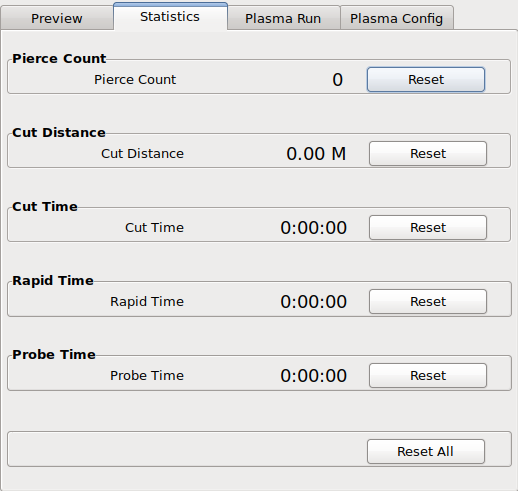 Preview Statistics Plasma Run Plasma Config
Pierce Count
Pierce Count 0 Reset
Cut Distance
Cut Distance 0.00 M Reset
Cut Time
Cut Time 0:00:00 Reset
Rapid Time
Rapid Time 0:00:00 Reset
Probe Time
Probe Time 0:00:00 Reset
Reset All